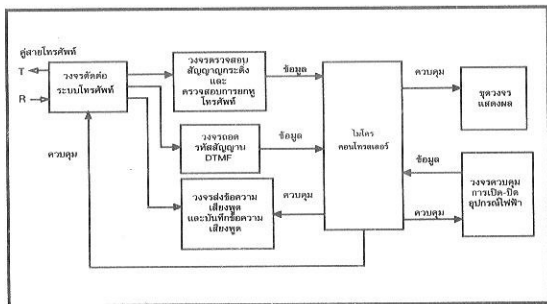 คู่สายโทรศัพท์
T
R
วงจรตัดต่อ
ระบบโทรศัพท์
ควบคุม
วงจรตรวจสอบ
สัญญาญกระดิ่ง
และ
ตรวจสอบการยกหู
โทรศัพท์
ข้อมูล
วงจรถอด
รหัสสัญญาน
DTMF
ข้อมูล
วงจรส่งข้อความ
เสียงพูด
และบันทึกข้อความ
เสียงพูด
ควบคุม
ไมโคร
คอนโทรลเลอร์
ควบคุม
ชุดวงจร
แสดงผล
ข้อมูล
ควบคุม
วงจรควบคุม
การเปิด-ปิด
อุปกรณ์ไฟฟ้า